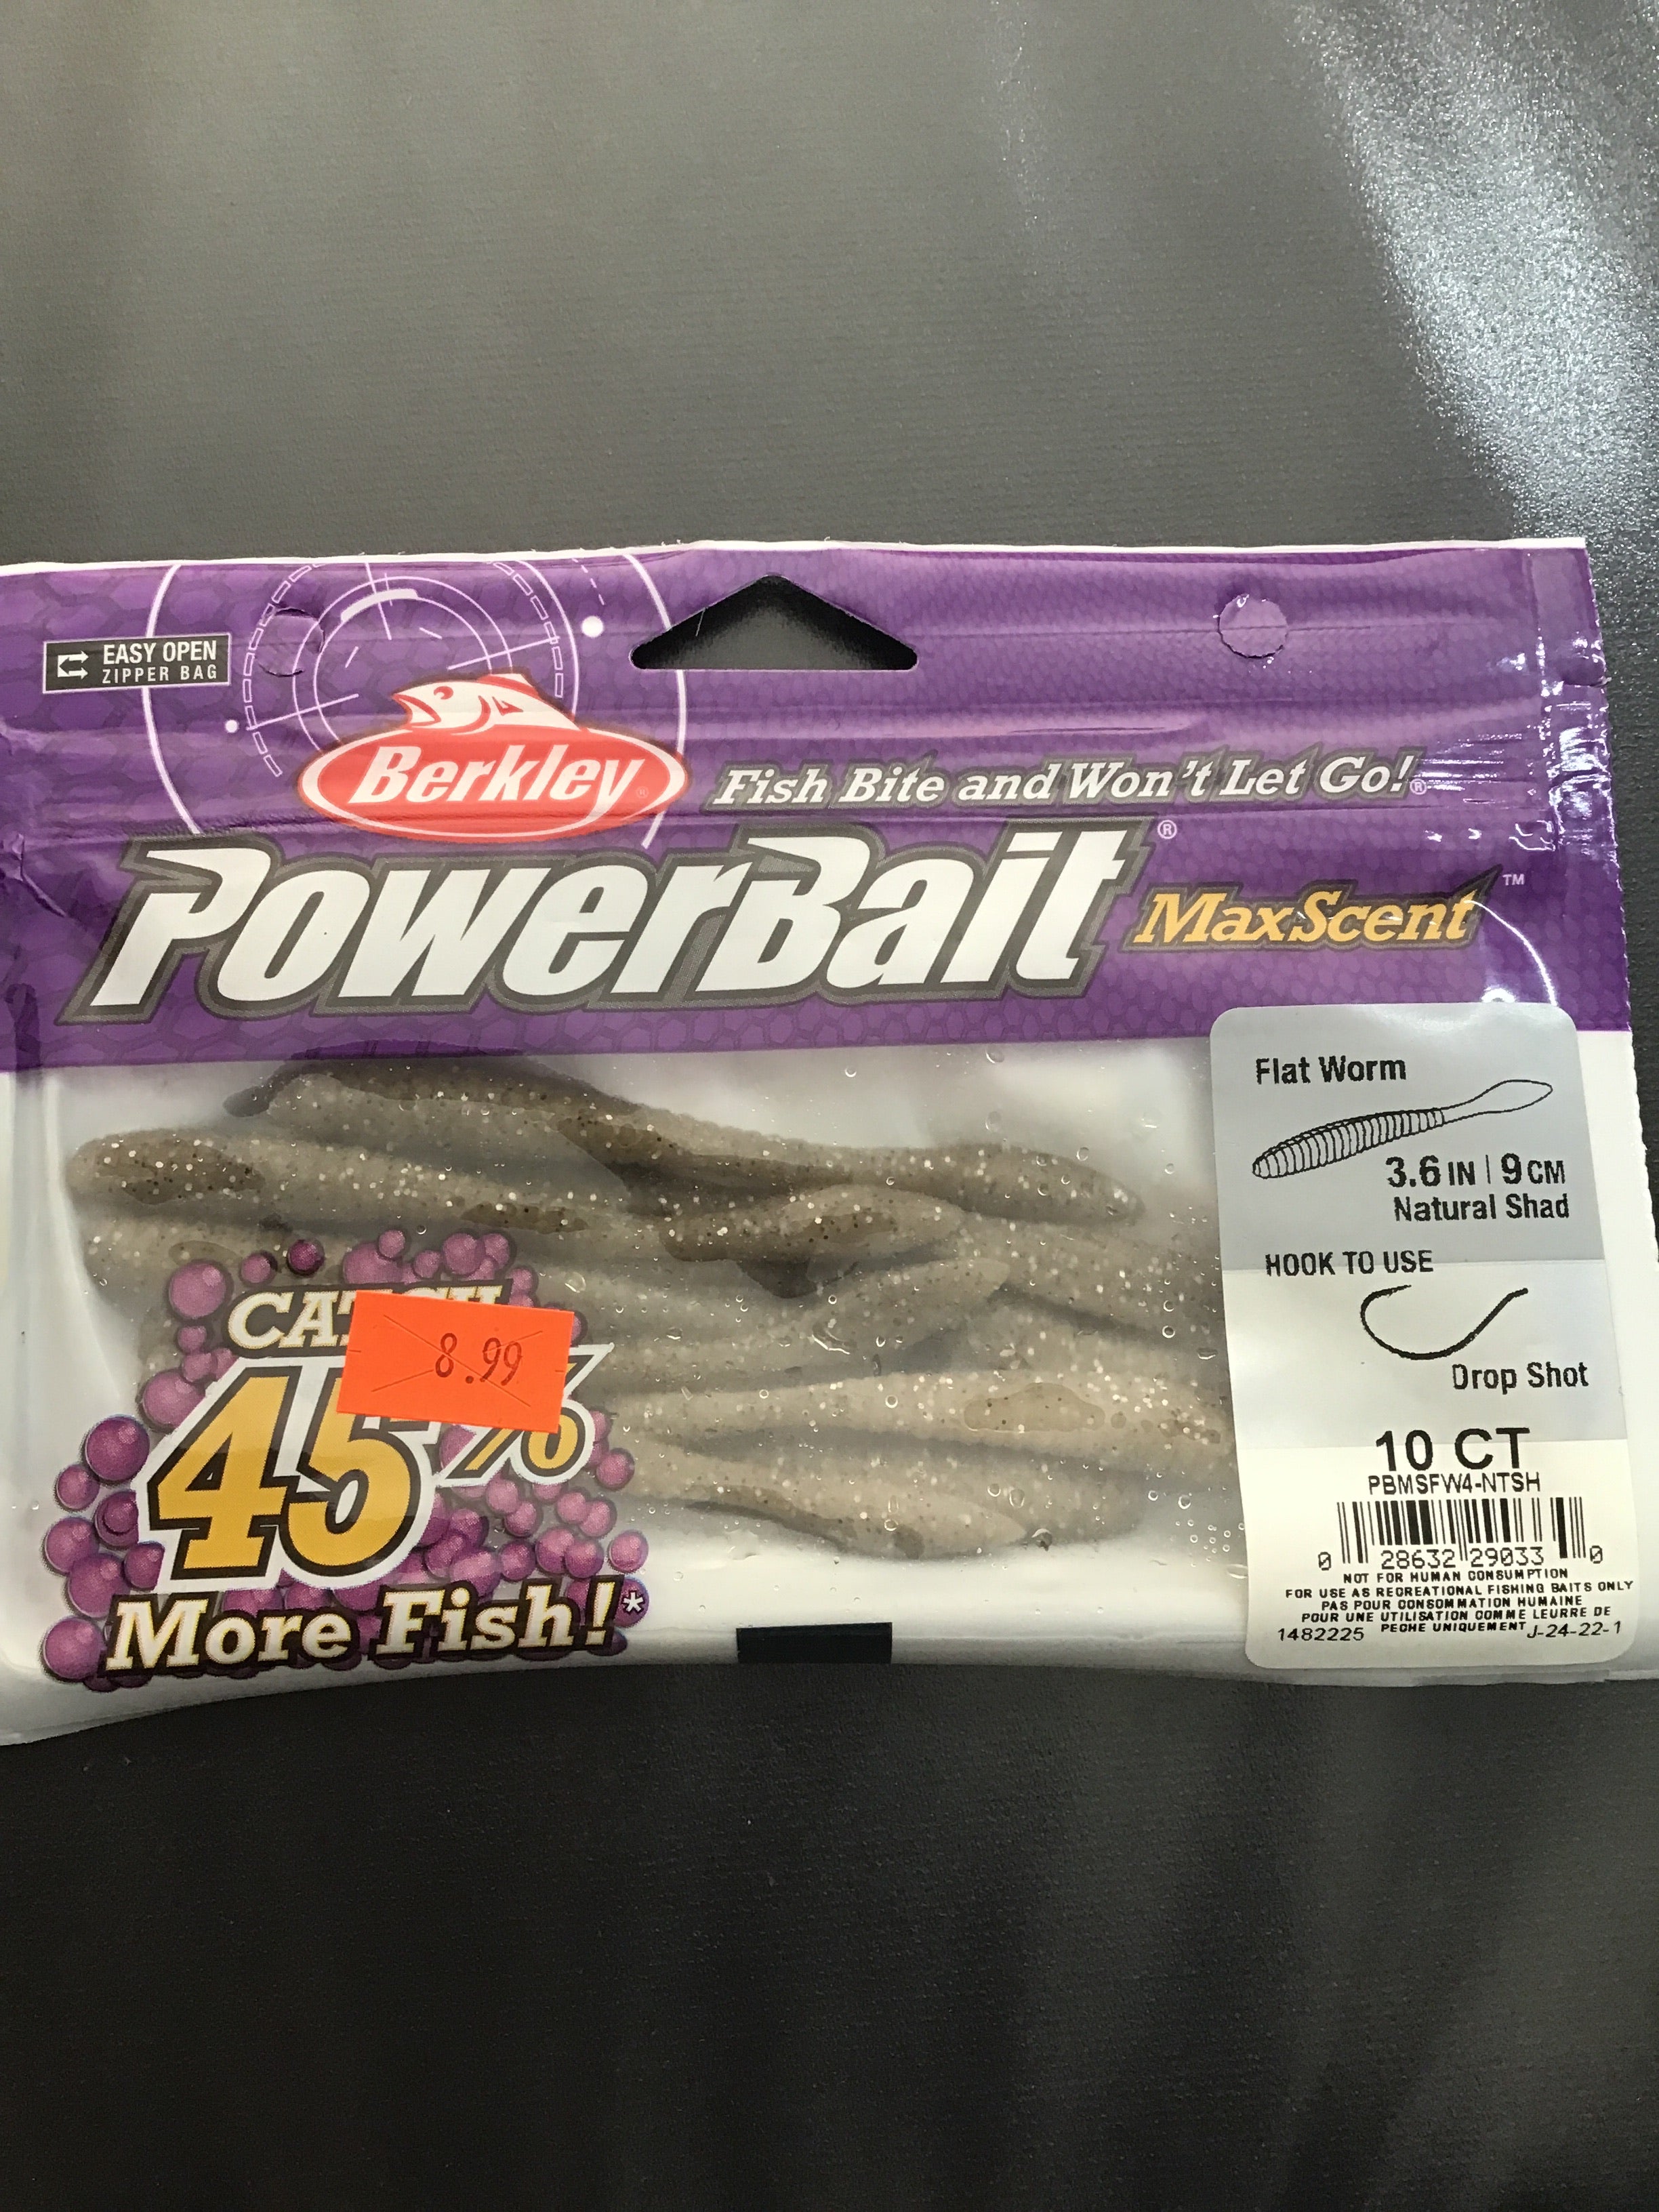 EASY OPEN
ZIPPER BAG
Berkley®
Fish Bite and Won't Let Go!®
PowerBait®
MaxScent™
Flat Worm
3.6 IN | 9 CM
Natural Shad
HOOK TO USE
Drop Shot
10 CT
PBMSFW4-NTSH
0 28632 29033 0
NOT FOR HUMAN CONSUMPTION
FOR USE AS RECREATIONAL FISHING BAITS ONLY
PAS POUR CONSOMMATION HUMAINE
POUR UNE UTILISATION COMME LEURRE DE
PECHE UNIQUEMENT
1482225
J-24-22-1
8.99
45%
More Fish!*